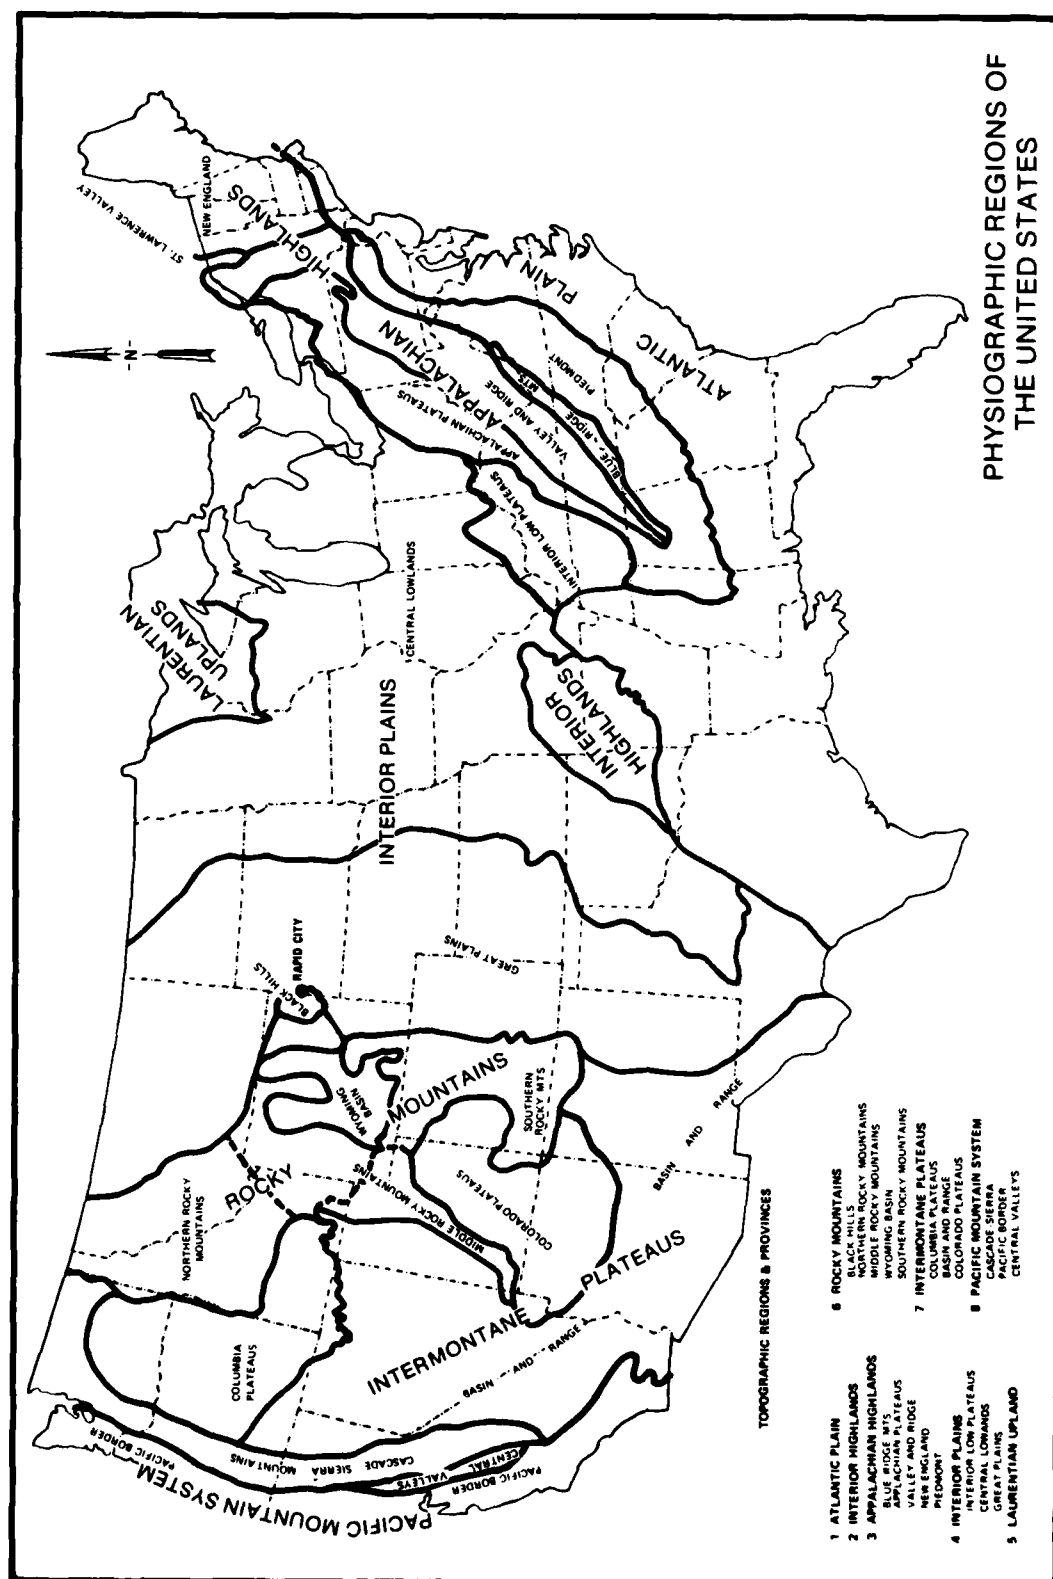 PHYSIOGRAPHIC REGIONS OF
THE UNITED STATES
N
ST. LAWRENCE VALLEY
NEW ENGLAND
APPALACHIAN HIGHLANDS
HIGHLANDS
APPALACHIAN PLATEAUS
VALLEY AND RIDGE
BLUE RIDGE MTS
PIEDMONT
ATLANTIC PLAIN
INTERIOR LOW PLATEAUS
LAURENTIAN
UPLANDS
CENTRAL LOWLANDS
INTERIOR PLAINS
INTERIOR
HIGHLANDS
GREAT PLAINS
BLACK HILLS
RAPID CITY
WYOMING
BASIN
ROCKY MOUNTAINS
NORTHERN ROCKY
MOUNTAINS
MIDDLE ROCKY MOUNTAINS
SOUTHERN
ROCKY MTS
COLORADO PLATEAUS
COLUMBIA
PLATEAUS
INTERMONTANE PLATEAUS
BASIN AND RANGE
BASIN AND RANGE
PACIFIC MOUNTAIN SYSTEM
PACIFIC BORDER
CASCADE SIERRA MOUNTAINS
CENTRAL VALLEYS
PACIFIC BORDER
TOPOGRAPHIC REGIONS & PROVINCES
1 ATLANTIC PLAIN
2 INTERIOR HIGHLANDS
3 APPALACHIAN HIGHLANDS
BLUE RIDGE MTS
APPLACHIAN PLATEAUS
VALLEY AND RIDGE
NEW ENGLAND
PIEDMONT
4 INTERIOR PLAINS
INTERIOR LOW PLATEAUS
CENTRAL LOWANDS
GREAT PLAINS
5 LAURENTIAN UPLAND
6 ROCKY MOUNTAINS
BLACK HILLS
NORTHERN ROCKY MOUNTAINS
MIDDLE ROCKY MOUNTAINS
WYOMING BASIN
SOUTHERN ROCKY MOUNTAINS
7 INTERMONTANE PLATEAUS
COLUMBIA PLATEAUS
BASIN AND RANGE
COLORADO PLATEAUS
8 PACIFIC MOUNTAIN SYSTEM
CASCADE-SIERRA
PACIFIC BORDER
CENTRAL VALLEYS